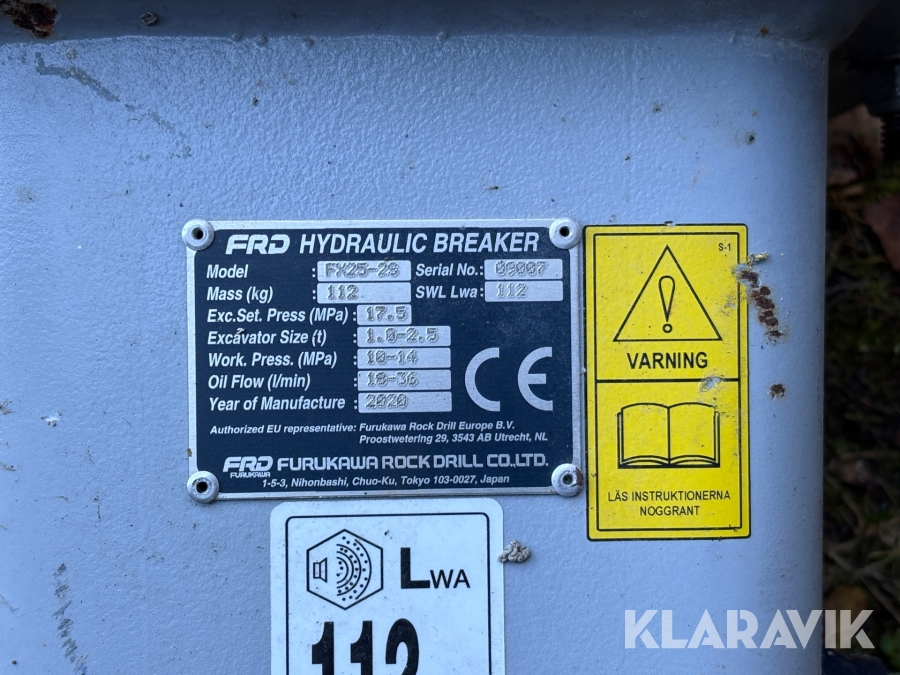 FRD HYDRAULIC BREAKER
Model : FX25-2S Serial No.: 09007
Mass (kg) : 112 SWL Lwa : 112
Exc.Set. Press (MPa) : 17.5
Excavator Size (t) : 1.0-2.5
Work. Press. (MPa) : 10-14
Oil Flow (l/min) : 18-36
Year of Manufacture : 2020
CE
Authorized EU representative: Furukawa Rock Drill Europe B.V.
Proostwetering 29, 3543 AB Utrecht, NL
FRD FURUKAWA ROCK DRILL CO.,LTD.
FURUKAWA
1-5-3, Nihonbashi, Chuo-Ku, Tokyo 103-0027, Japan
S-1
VARNING
LÄS INSTRUKTIONERNA
NOGGRANT
LWA
112
KLARAVIK